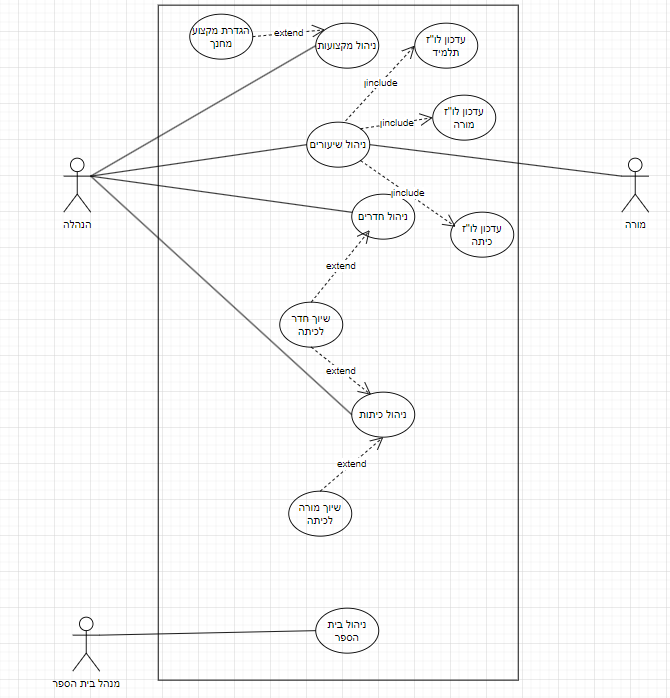 הגדרת מקצוע
מחנך
extend
ניהול מקצועות
עדכון לו"ז
תלמיד
include
עדכון לו"ז
מורה
include
ניהול שיעורים
include
ניהול חדרים
עדכון לו"ז
כיתה
הנהלה
מורה
extend
שיוך חדר
לכיתה
extend
ניהול כיתות
extend
שיוך מורה
לכיתה
ניהול בית
הספר
מנהל בית הספר